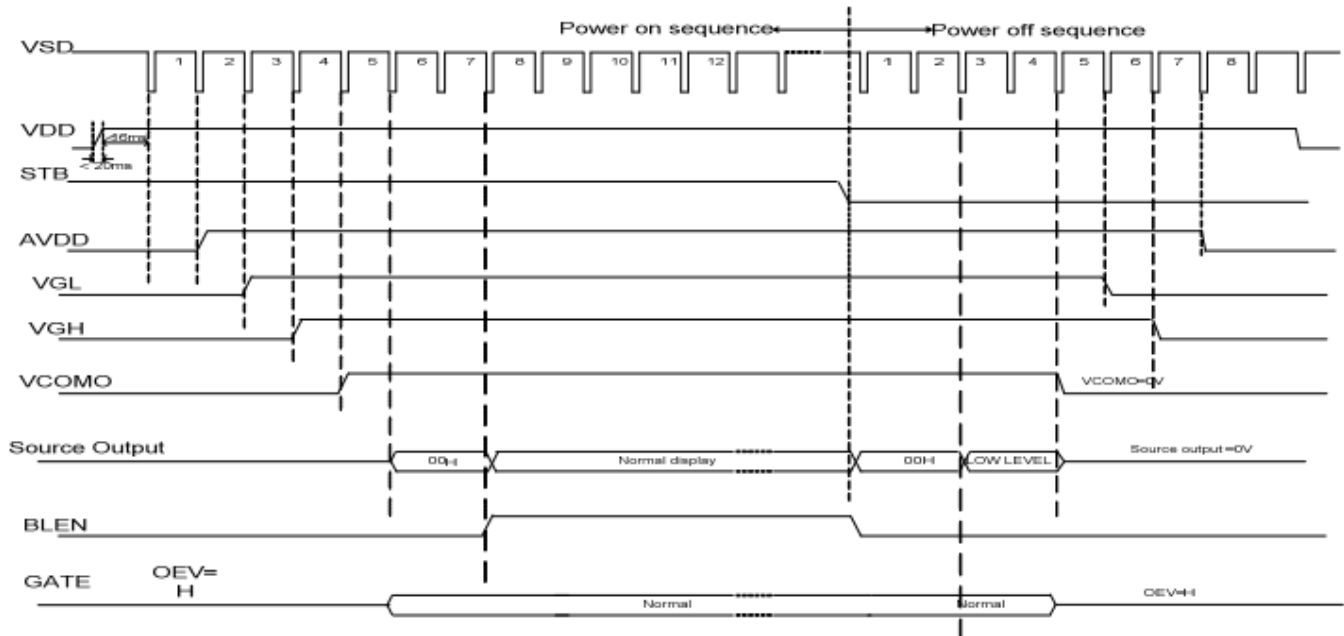 Power on sequence Power off sequence
VSD 1 2 3 4 5 6 7 8 9 10 11 12 1 2 3 4 5 6 7 8
VDD 16ms
< 20ms
STB
AVDD
VGL
VGH
VCOMO VCOMO=0V
Source Output 00H Normal display 00H LOW LEVEL Source output=0V
BLEN
GATE OEV=
H Normal Normal OEV=H